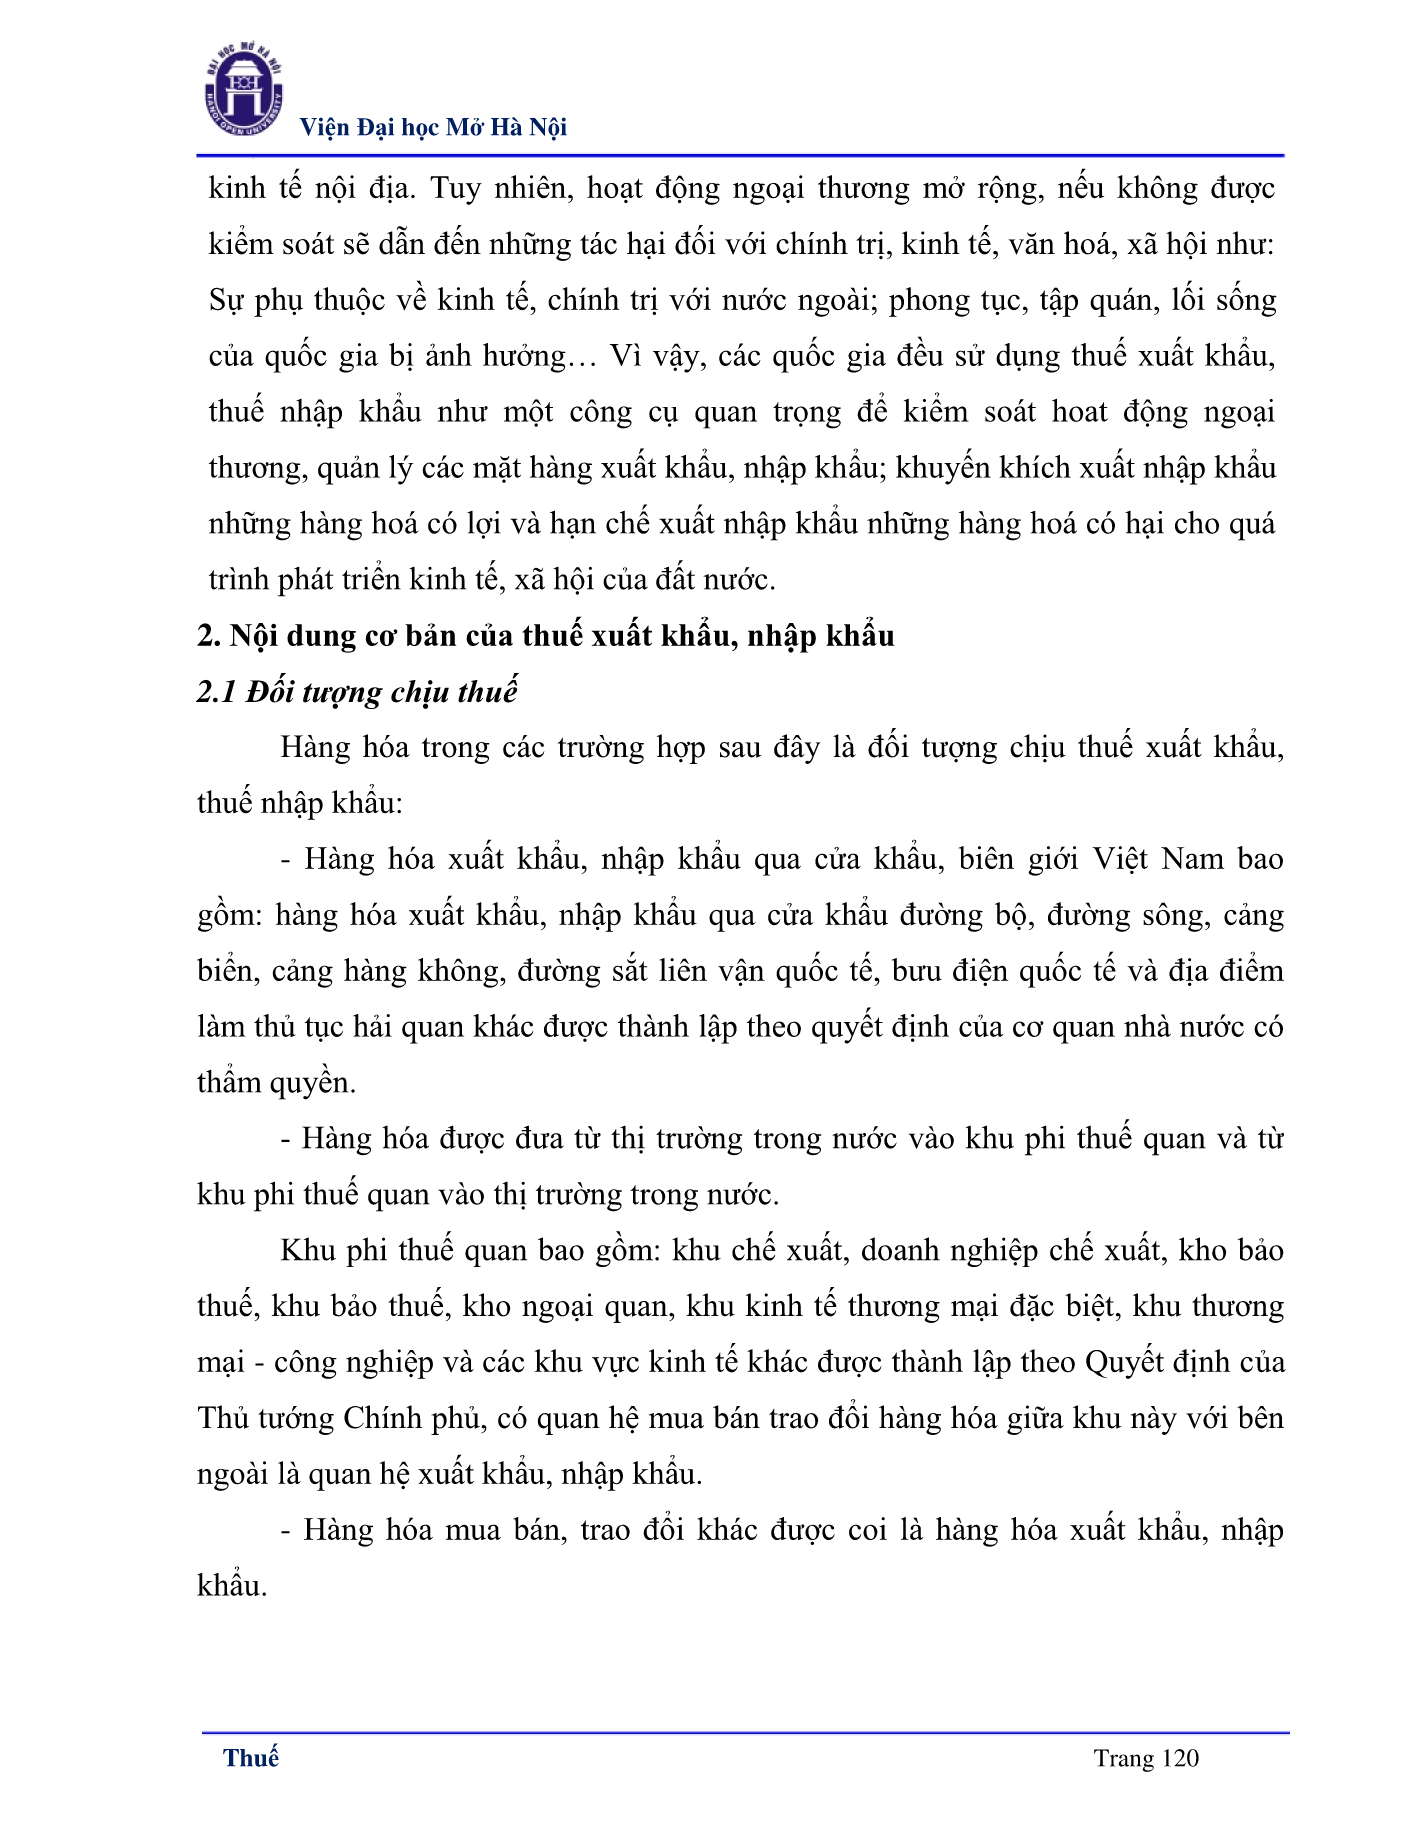 ĐẠI HỌC MỞ HÀ NỘI
HANOI OPEN UNIVERSITY
Viện Đại học Mở Hà Nội
kinh tế nội địa. Tuy nhiên, hoạt động ngoại thương mở rộng, nếu không được
kiểm soát sẽ dẫn đến những tác hại đối với chính trị, kinh tế, văn hoá, xã hội như:
Sự phụ thuộc về kinh tế, chính trị với nước ngoài; phong tục, tập quán, lối sống
của quốc gia bị ảnh hưởng… Vì vậy, các quốc gia đều sử dụng thuế xuất khẩu,
thuế nhập khẩu như một công cụ quan trọng để kiểm soát hoat động ngoại
thương, quản lý các mặt hàng xuất khẩu, nhập khẩu; khuyến khích xuất nhập khẩu
những hàng hoá có lợi và hạn chế xuất nhập khẩu những hàng hoá có hại cho quá
trình phát triển kinh tế, xã hội của đất nước.
2. Nội dung cơ bản của thuế xuất khẩu, nhập khẩu
2.1 Đối tượng chịu thuế
Hàng hóa trong các trường hợp sau đây là đối tượng chịu thuế xuất khẩu,
thuế nhập khẩu:
- Hàng hóa xuất khẩu, nhập khẩu qua cửa khẩu, biên giới Việt Nam bao
gồm: hàng hóa xuất khẩu, nhập khẩu qua cửa khẩu đường bộ, đường sông, cảng
biển, cảng hàng không, đường sắt liên vận quốc tế, bưu điện quốc tế và địa điểm
làm thủ tục hải quan khác được thành lập theo quyết định của cơ quan nhà nước có
thẩm quyền.
- Hàng hóa được đưa từ thị trường trong nước vào khu phi thuế quan và từ
khu phi thuế quan vào thị trường trong nước.
Khu phi thuế quan bao gồm: khu chế xuất, doanh nghiệp chế xuất, kho bảo
thuế, khu bảo thuế, kho ngoại quan, khu kinh tế thương mại đặc biệt, khu thương
mại - công nghiệp và các khu vực kinh tế khác được thành lập theo Quyết định của
Thủ tướng Chính phủ, có quan hệ mua bán trao đổi hàng hóa giữa khu này với bên
ngoài là quan hệ xuất khẩu, nhập khẩu.
- Hàng hóa mua bán, trao đổi khác được coi là hàng hóa xuất khẩu, nhập
khẩu.
Thuế
Trang 120